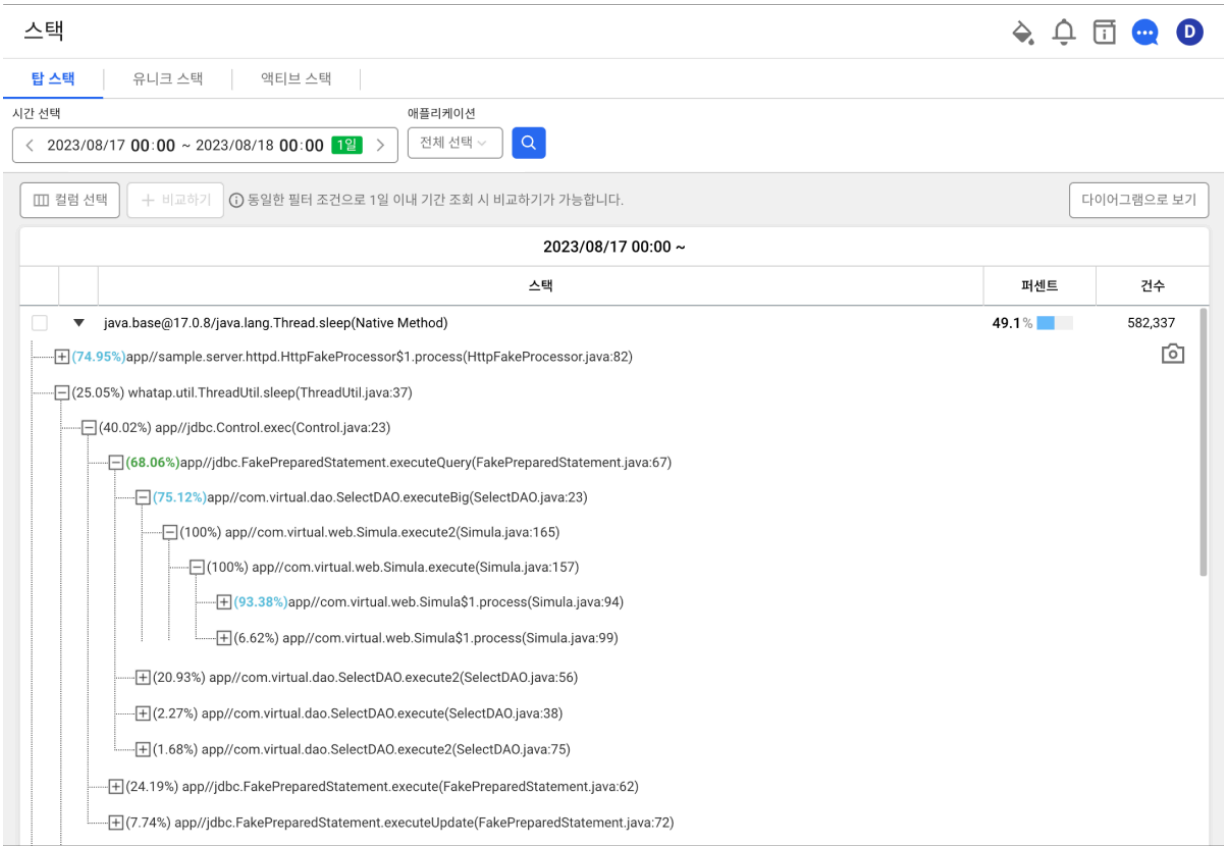 스택
D
탑 스택 유니크 스택 액티브 스택
시간 선택 애플리케이션
2023/08/17 00:00 ~ 2023/08/18 00:00 1일 전체 선택
컬럼 선택 + 비교하기 동일한 필터 조건으로 1일 이내 기간 조회 시 비교하기가 가능합니다. 다이어그램으로 보기
2023/08/17 00:00 ~
스택 퍼센트 건수
java.base@17.0.8/java.lang.Thread.sleep(Native Method) 49.1% 582,337
(74.95%)app//sample.server.httpd.HttpFakeProcessor$1.process(HttpFakeProcessor.java:82)
(25.05%) whatap.util.ThreadUtil.sleep(ThreadUtil.java:37)
(40.02%) app//jdbc.Control.exec(Control.java:23)
(68.06%)app//jdbc.FakePreparedStatement.executeQuery(FakePreparedStatement.java:67)
(75.12%)app//com.virtual.dao.SelectDAO.executeBig(SelectDAO.java:23)
(100%) app//com.virtual.web.Simula.execute2(Simula.java:165)
(100%) app//com.virtual.web.Simula.execute(Simula.java:157)
(93.38%)app//com.virtual.web.Simula$1.process(Simula.java:94)
(6.62%) app//com.virtual.web.Simula$1.process(Simula.java:99)
(20.93%) app//com.virtual.dao.SelectDAO.execute2(SelectDAO.java:56)
(2.27%) app//com.virtual.dao.SelectDAO.execute(SelectDAO.java:38)
(1.68%) app//com.virtual.dao.SelectDAO.execute2(SelectDAO.java:75)
(24.19%) app//jdbc.FakePreparedStatement.execute(FakePreparedStatement.java:62)
(7.74%) app//jdbc.FakePreparedStatement.executeUpdate(FakePreparedStatement.java:72)